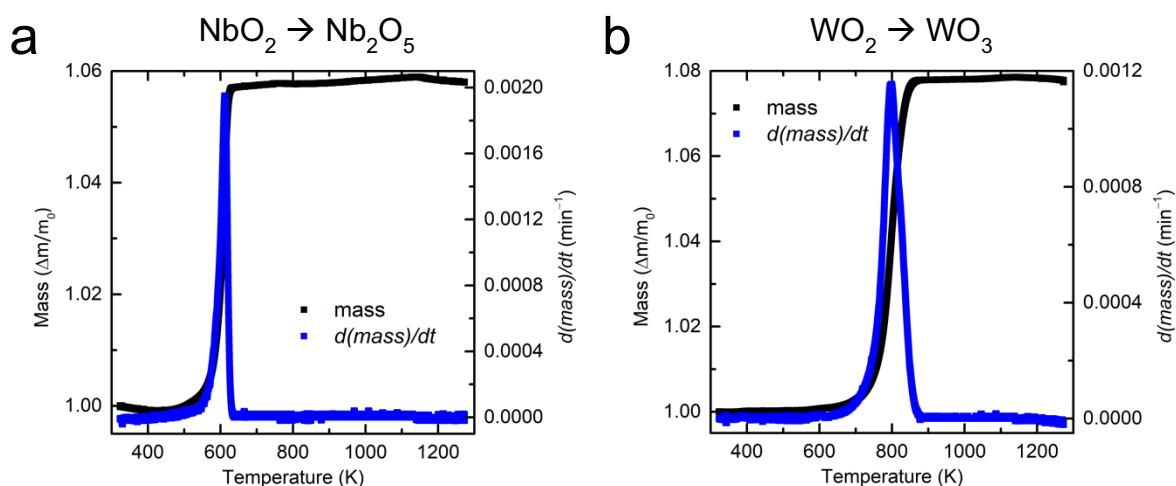 a
NbO₂ → Nb₂O₅
1.06
1.04
1.02
1.00
Mass (Δm/m₀)
mass
d(mass)/dt
0.0020
0.0016
0.0012
0.0008
0.0004
0.0000
d(mass)/dt (min⁻¹)
400 600 800 1000 1200
Temperature (K)
b
WO₂ → WO₃
1.08
1.06
1.04
1.02
1.00
Mass (Δm/m₀)
mass
d(mass)/dt
0.0012
0.0008
0.0004
0.0000
d(mass)/dt (min⁻¹)
400 600 800 1000 1200
Temperature (K)